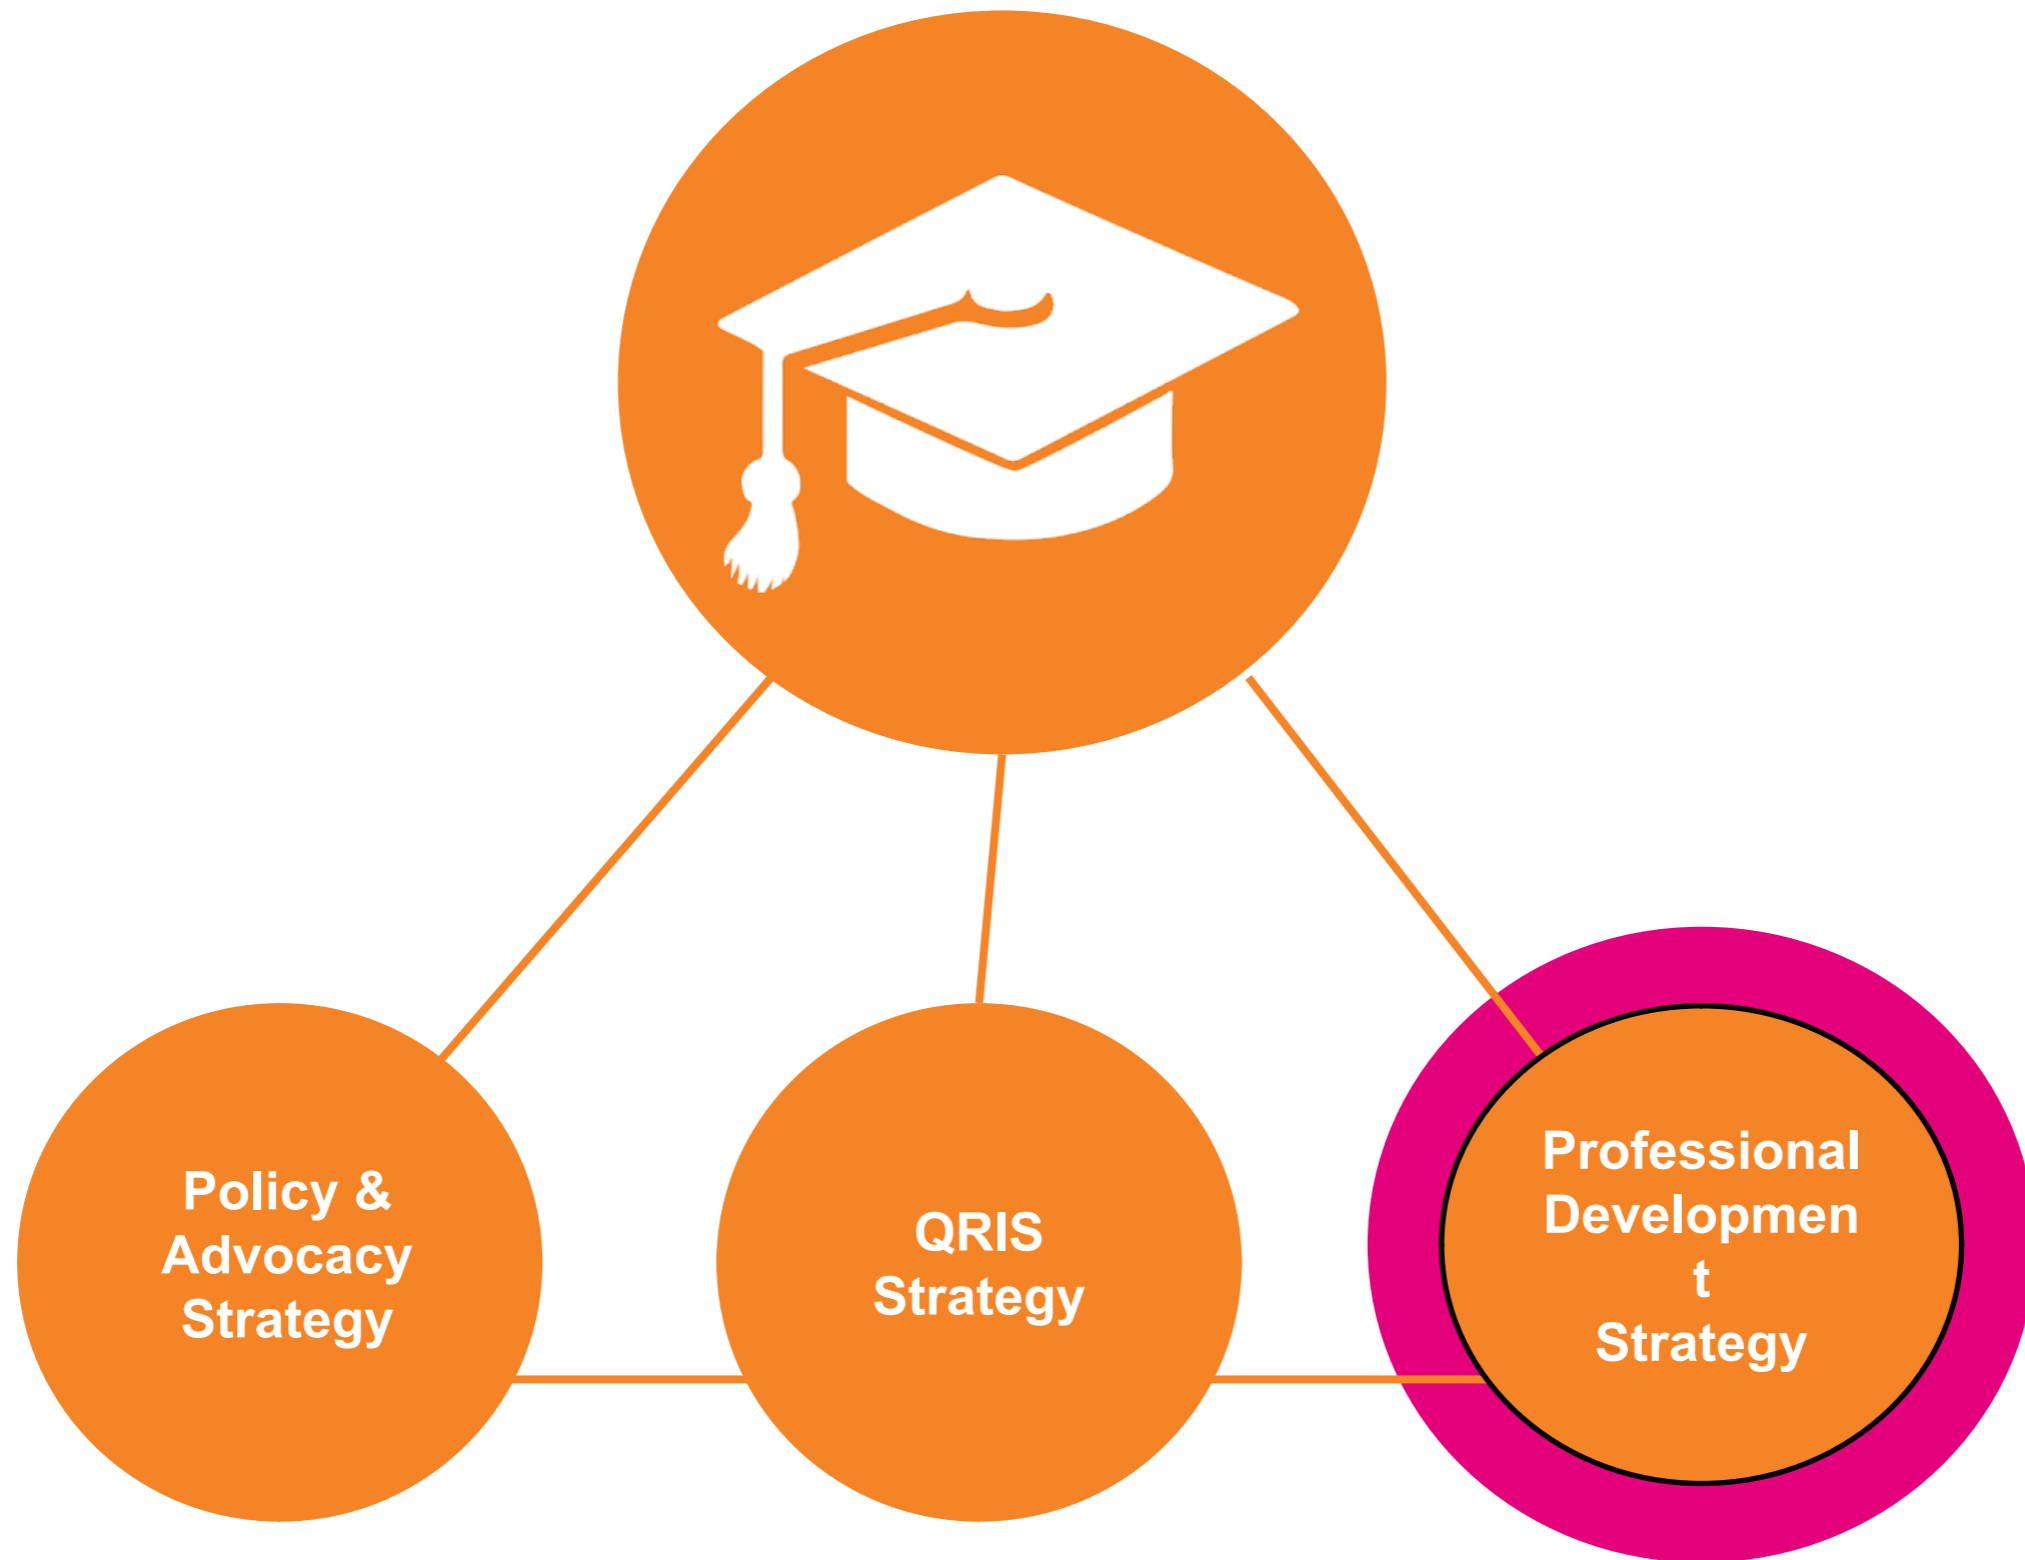 Policy &
Advocacy
Strategy
QRIS
Strategy
Professional
Developmen
t
Strategy